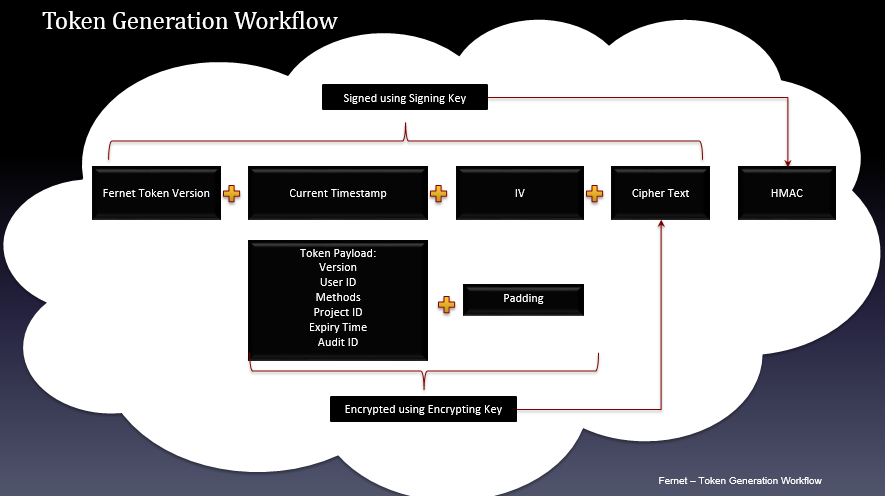 Token Generation Workflow
Signed using Signing Key
Fernet Token Version
Current Timestamp
IV
Cipher Text
HMAC
Token Payload:
Version
User ID
Methods
Project ID
Expiry Time
Audit ID
Padding
Encrypted using Encrypting Key
Fernet – Token Generation Workflow